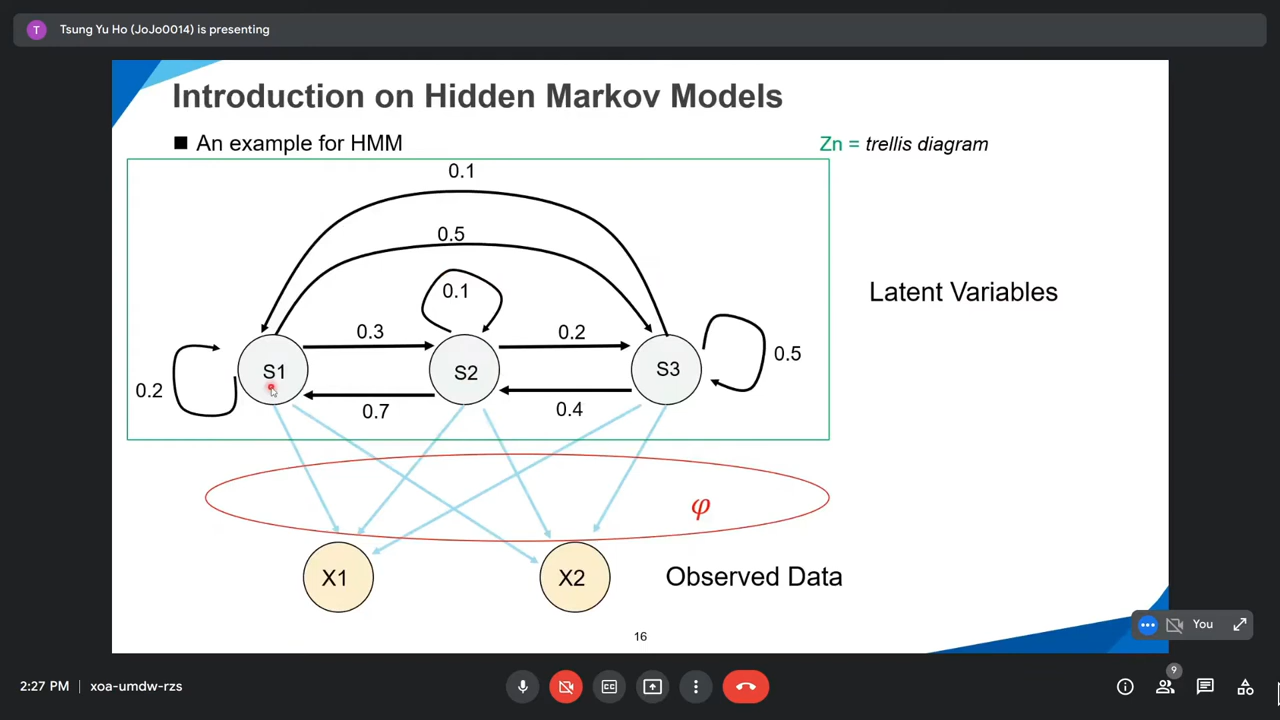 T Tsung Yu Ho (JoJo0014) is presenting
Introduction on Hidden Markov Models
■ An example for HMM
Zn = trellis diagram
0.1
0.5
0.1
Latent Variables
0.3
0.2
S1
S2
S3
0.5
0.2
0.7
0.4
φ
X1
X2
Observed Data
16
You
2:27 PM | xoa-umdw-rzs
CC
9